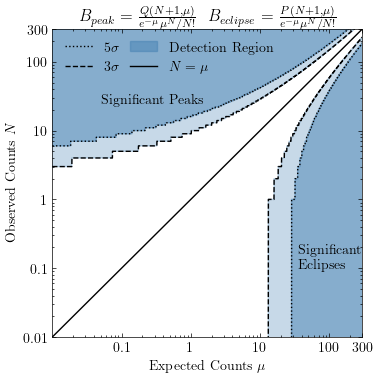 B_{peak} = \frac{Q(N+1,\mu)}{e^{-\mu}\mu^N/N!} B_{eclipse} = \frac{P(N+1,\mu)}{e^{-\mu}\mu^N/N!}
300
5σ Detection Region
3σ N = μ
100
Significant Peaks
10
Observed Counts N
1
Significant
Eclipses
0.1
0.01
0.1 1 10 100 300
Expected Counts μ